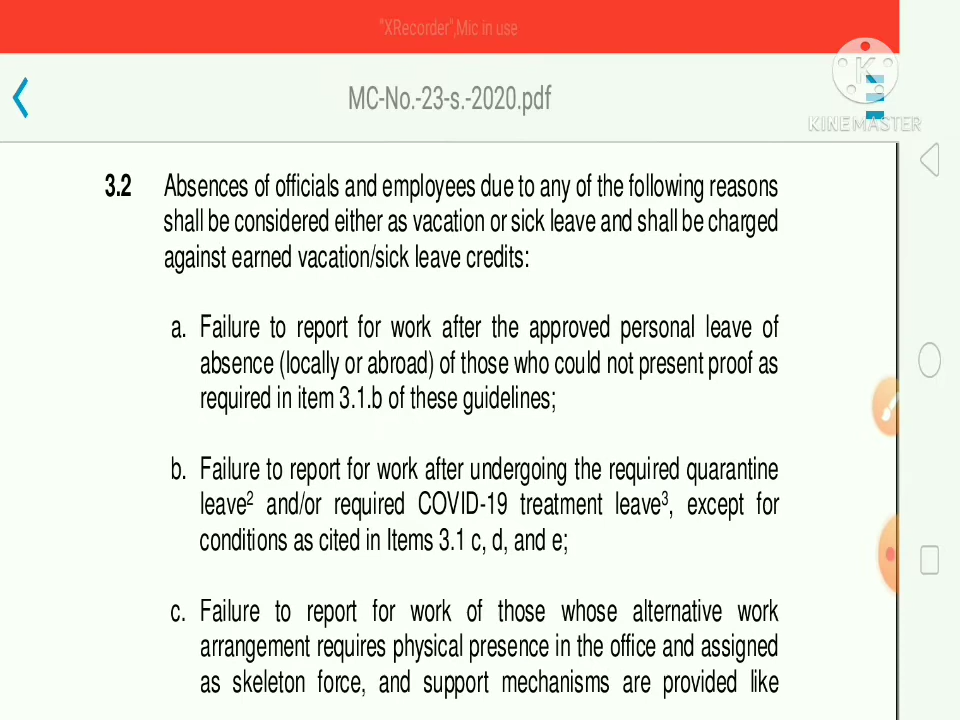 "XRecorder",Mic in use
MC-No.-23-s.-2020.pdf
KINEMASTER
3.2 Absences of officials and employees due to any of the following reasons
shall be considered either as vacation or sick leave and shall be charged
against earned vacation/sick leave credits:
a. Failure to report for work after the approved personal leave of
absence (locally or abroad) of those who could not present proof as
required in item 3.1.b of these guidelines;
b. Failure to report for work after undergoing the required quarantine
leave² and/or required COVID-19 treatment leave³, except for
conditions as cited in Items 3.1 c, d, and e;
c. Failure to report for work of those whose alternative work
arrangement requires physical presence in the office and assigned
as skeleton force, and support mechanisms are provided like